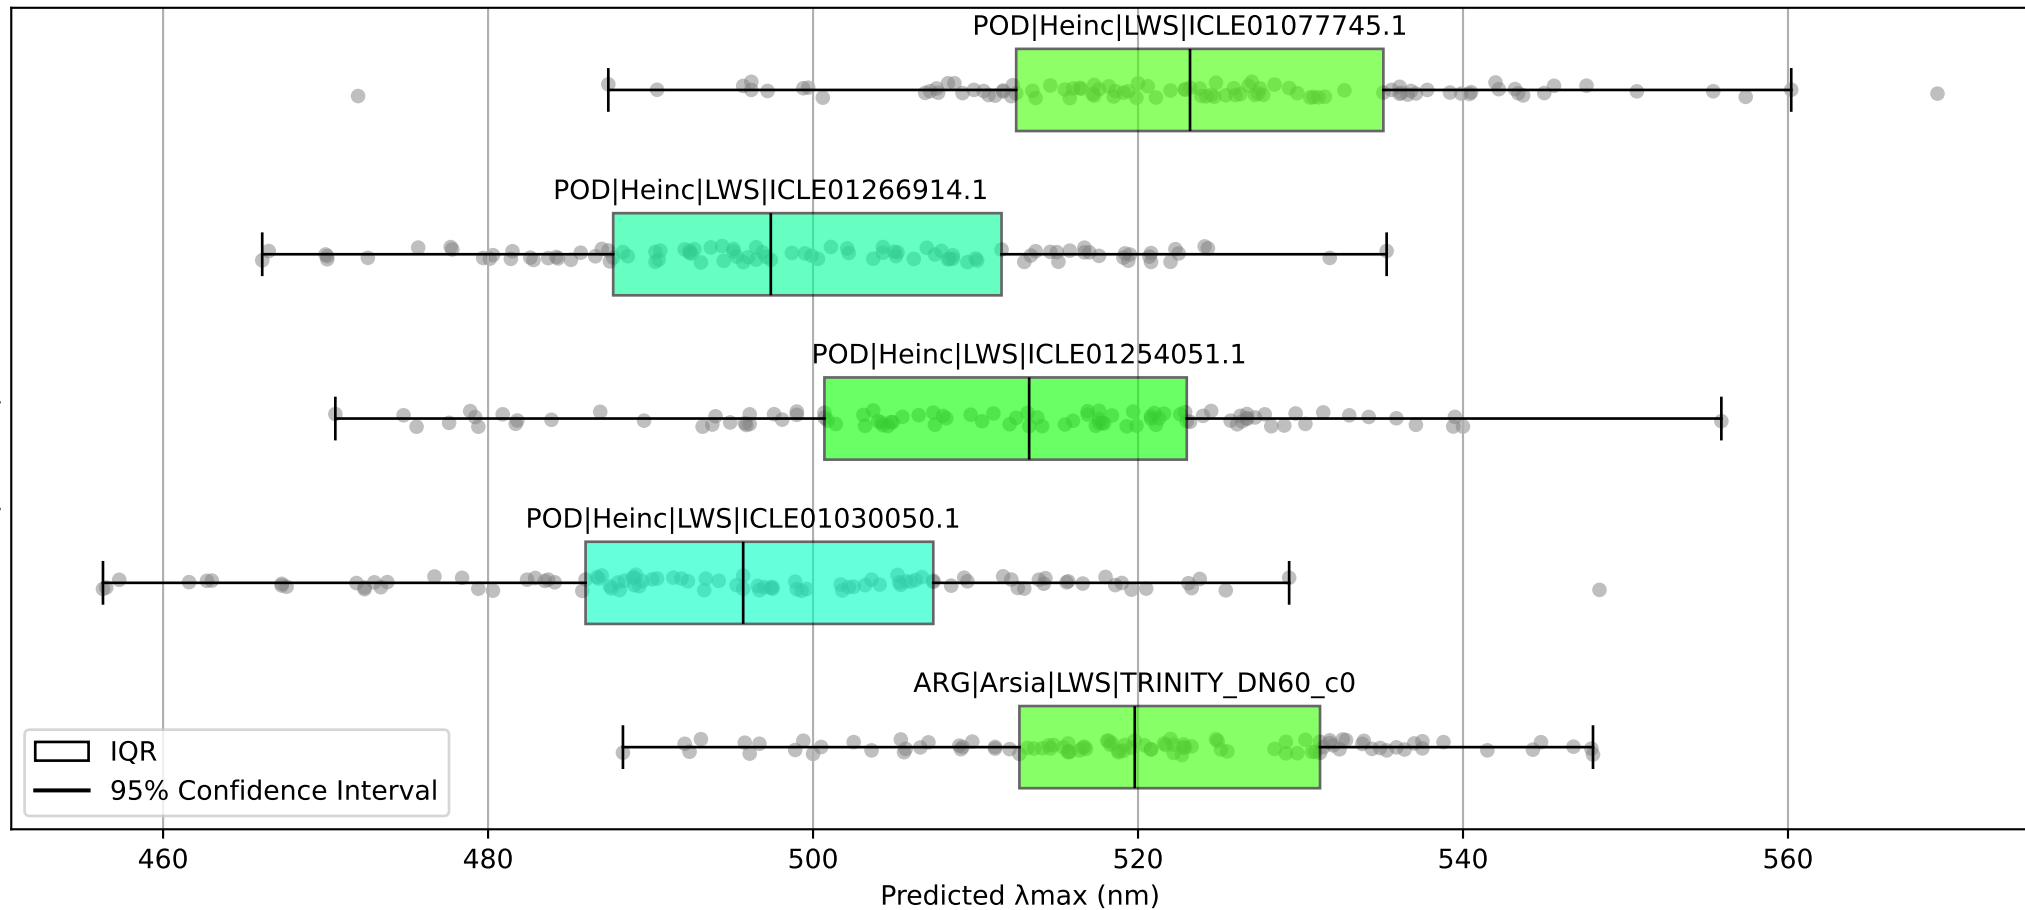 POD|Heinc|LWS|ICLE01077745.1
POD|Heinc|LWS|ICLE01266914.1
POD|Heinc|LWS|ICLE01254051.1
POD|Heinc|LWS|ICLE01030050.1
ARG|Arsia|LWS|TRINITY_DN60_c0
IQR
95% Confidence Interval
460 480 500 520 540 560
Predicted λmax (nm)